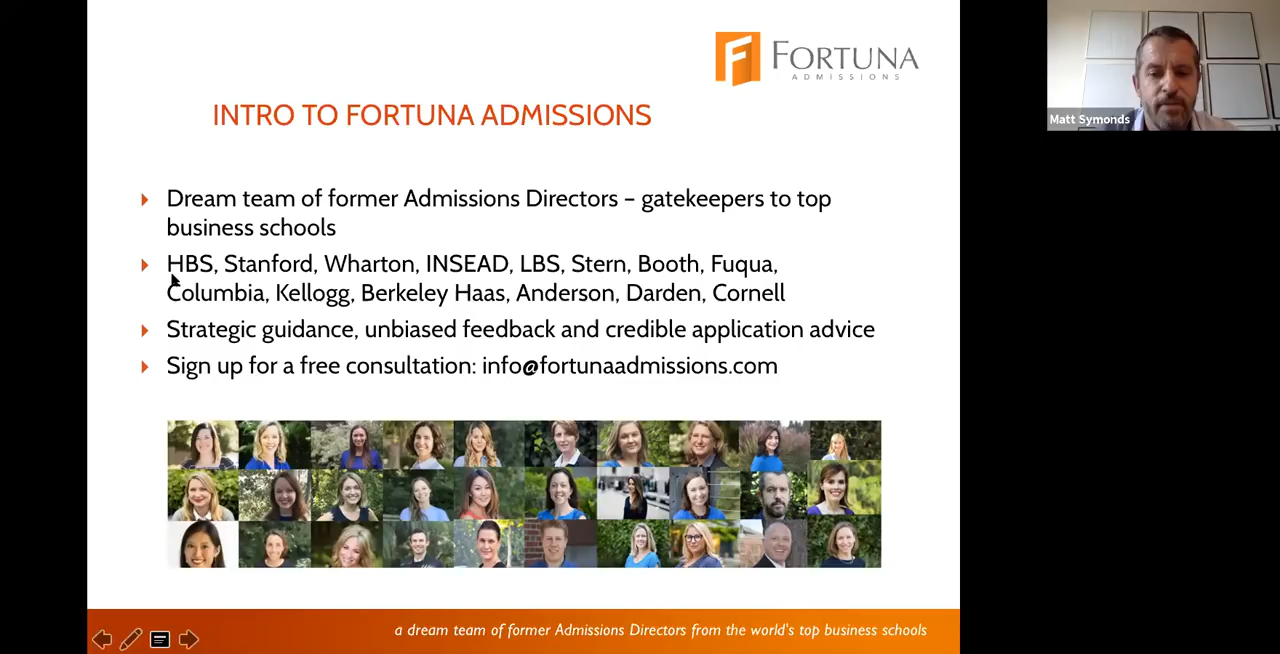 FORTUNA
ADMISSIONS
Matt Symonds
INTRO TO FORTUNA ADMISSIONS
Dream team of former Admissions Directors – gatekeepers to top
business schools
HBS, Stanford, Wharton, INSEAD, LBS, Stern, Booth, Fuqua,
Columbia, Kellogg, Berkeley Haas, Anderson, Darden, Cornell
Strategic guidance, unbiased feedback and credible application advice
Sign up for a free consultation: info@fortunaadmissions.com
a dream team of former Admissions Directors from the world's top business schools